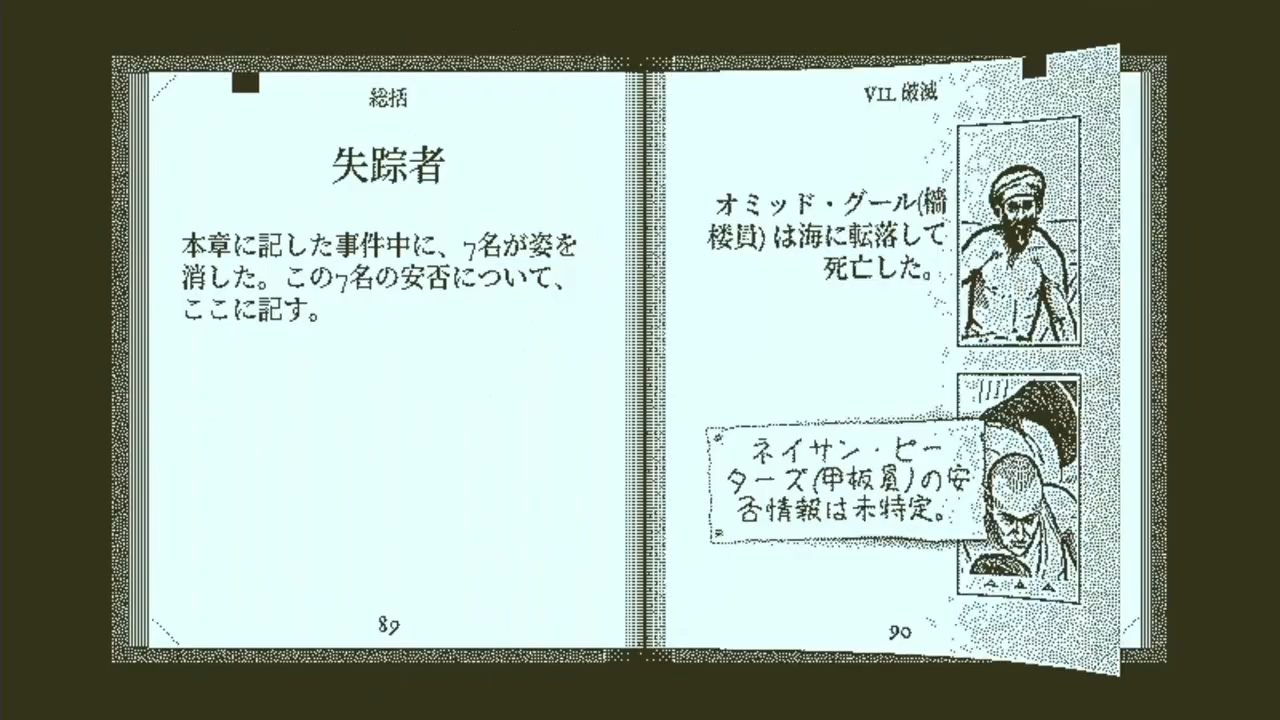 総括
失踪者
本章に記した事件中に、7名が姿を
消した。この7名の安否について、
ここに記す。
89
VII. 破滅
オミッド・グール(檣
楼員) は海に転落して
死亡した。
ネイサン・ピー
ターズ(甲板員)の安
否情報は未特定。
90